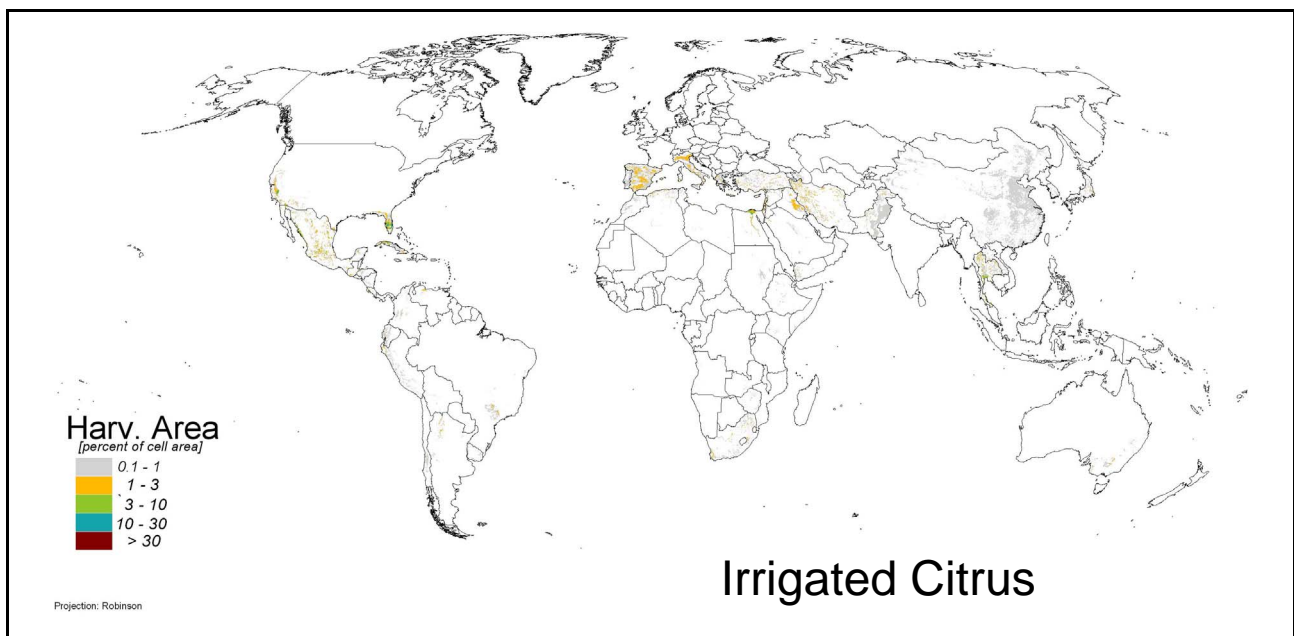 Harv. Area
[percent of cell area]
0.1 - 1
1 - 3
3 - 10
10 - 30
> 30
Irrigated Citrus
Projection: Robinson